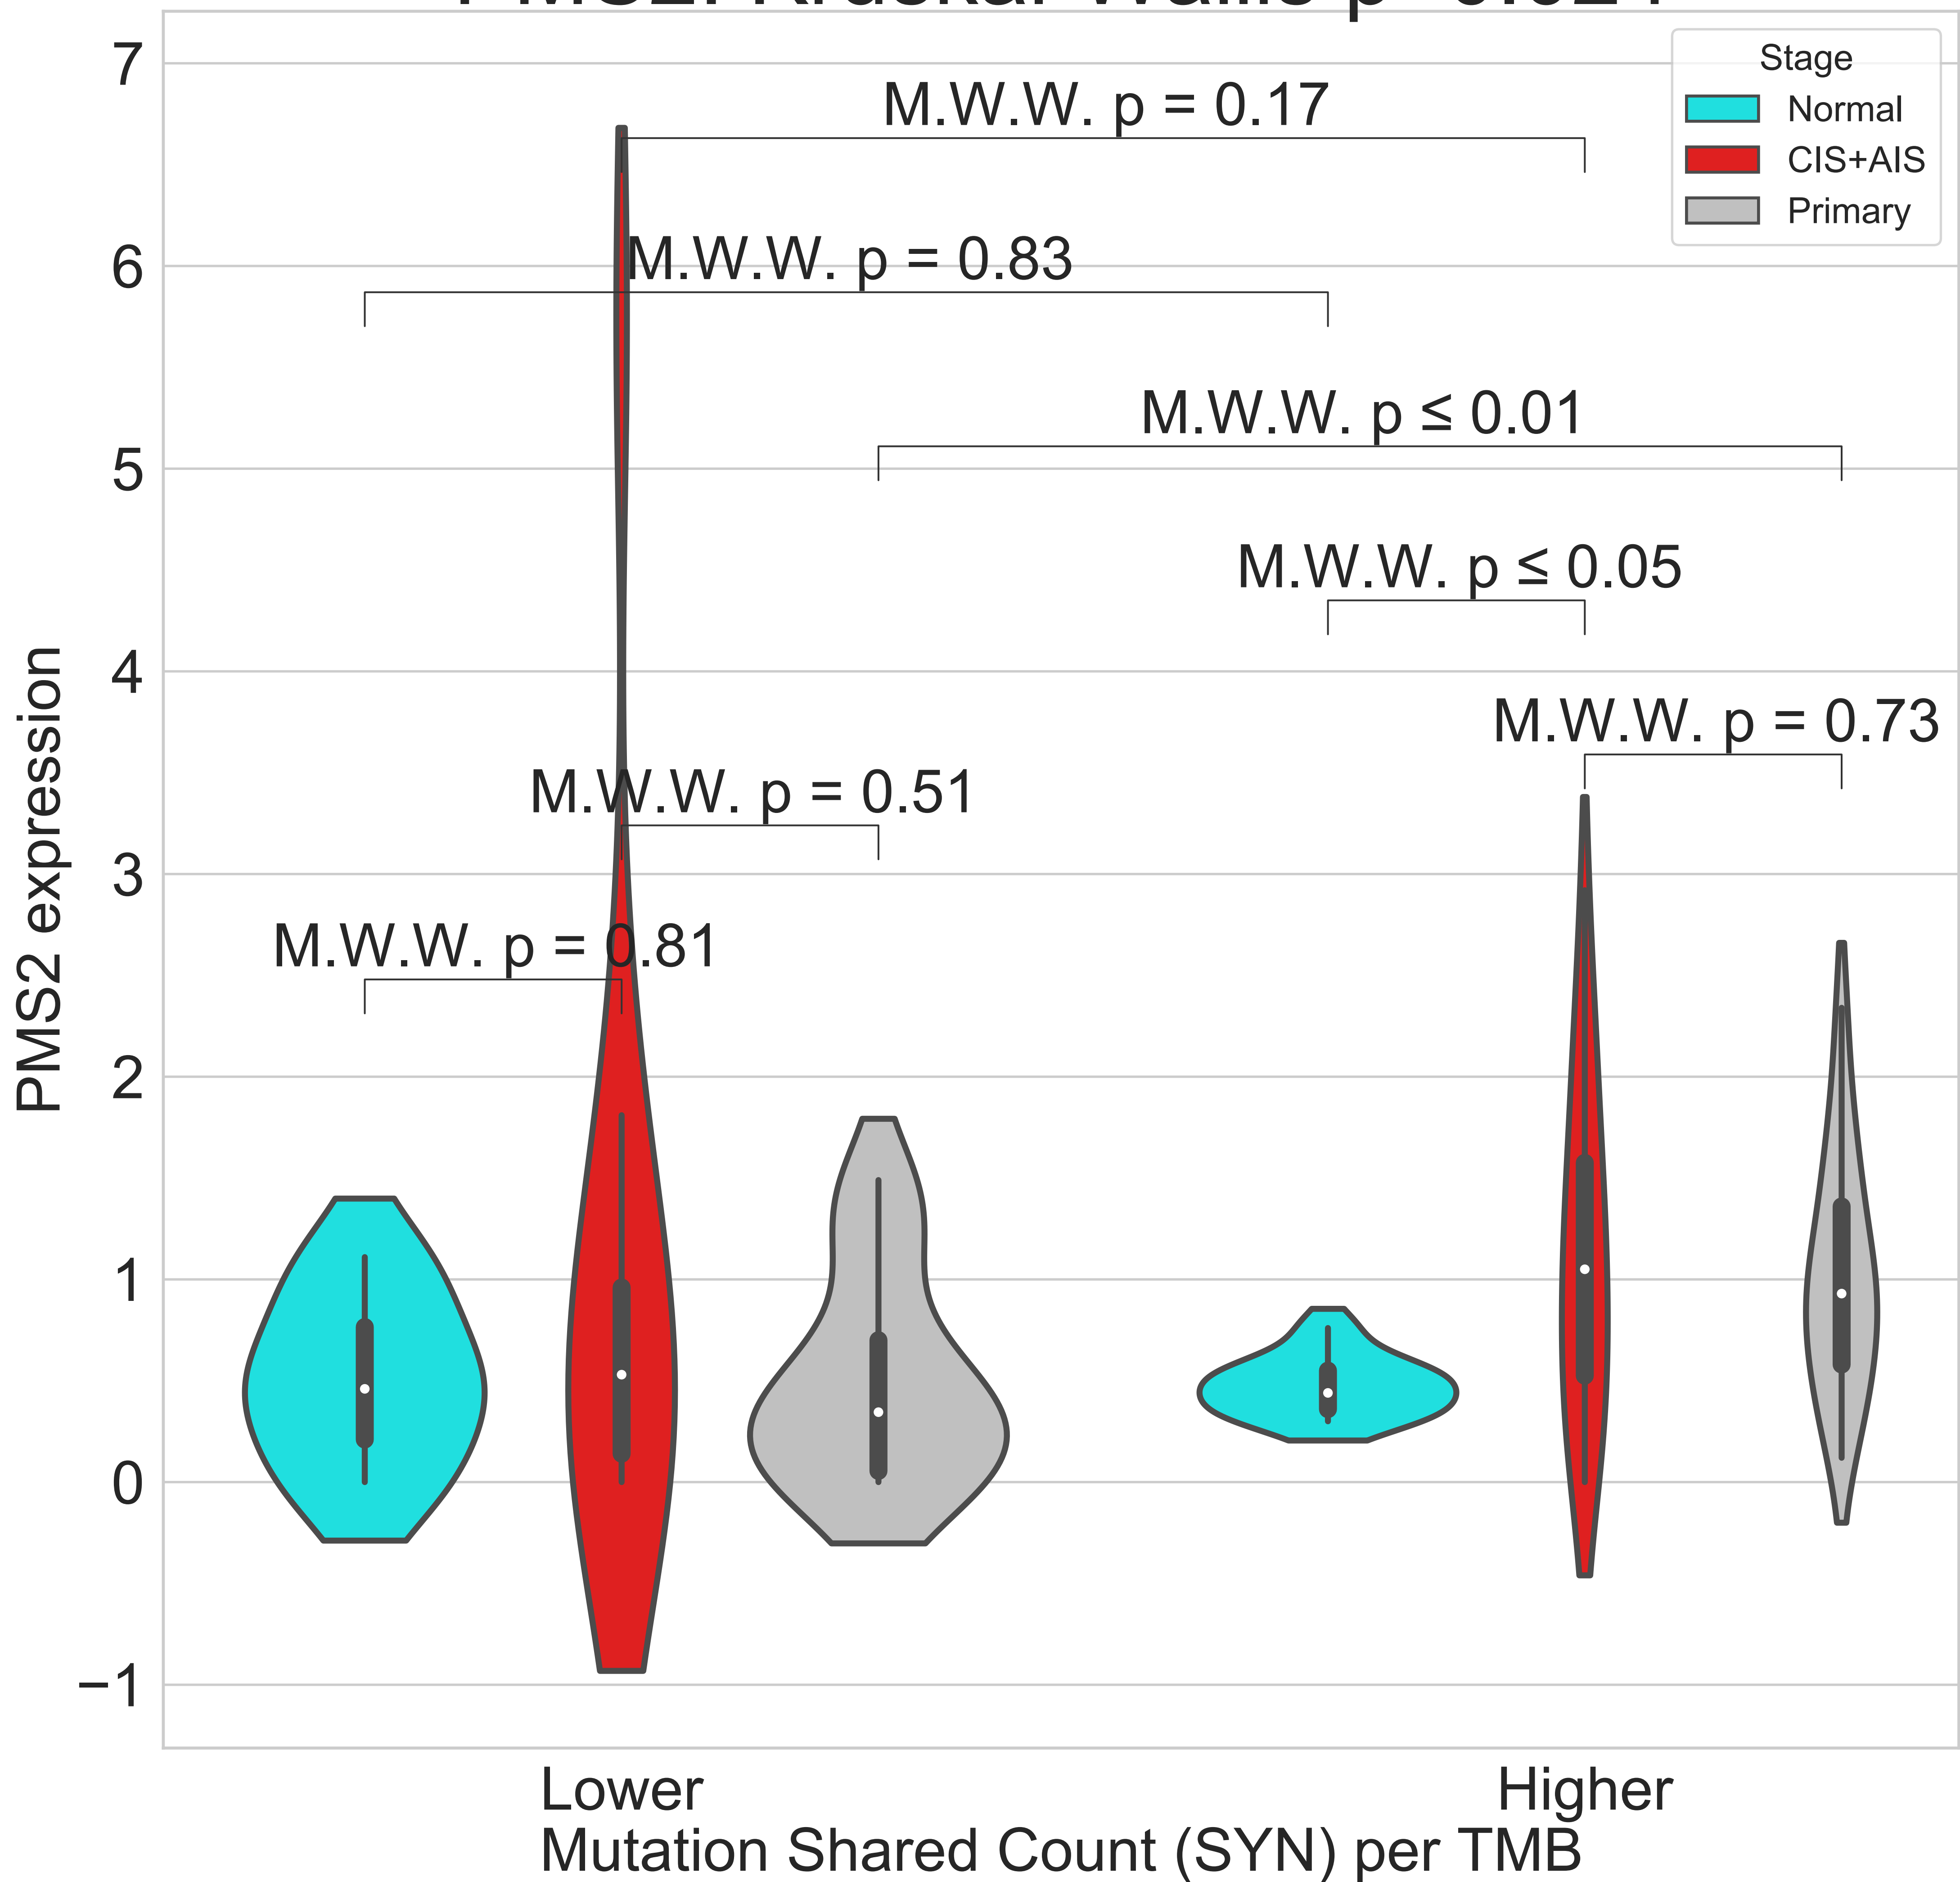 7
6
5
4
3
2
1
0
−1
PMS2 expression
Stage
Normal
CIS+AIS
Primary
M.W.W. p = 0.17
M.W.W. p = 0.83
M.W.W. p ≤ 0.01
M.W.W. p ≤ 0.05
M.W.W. p = 0.73
M.W.W. p = 0.51
M.W.W. p = 0.81
Lower
Higher
Mutation Shared Count (SYN) per TMB